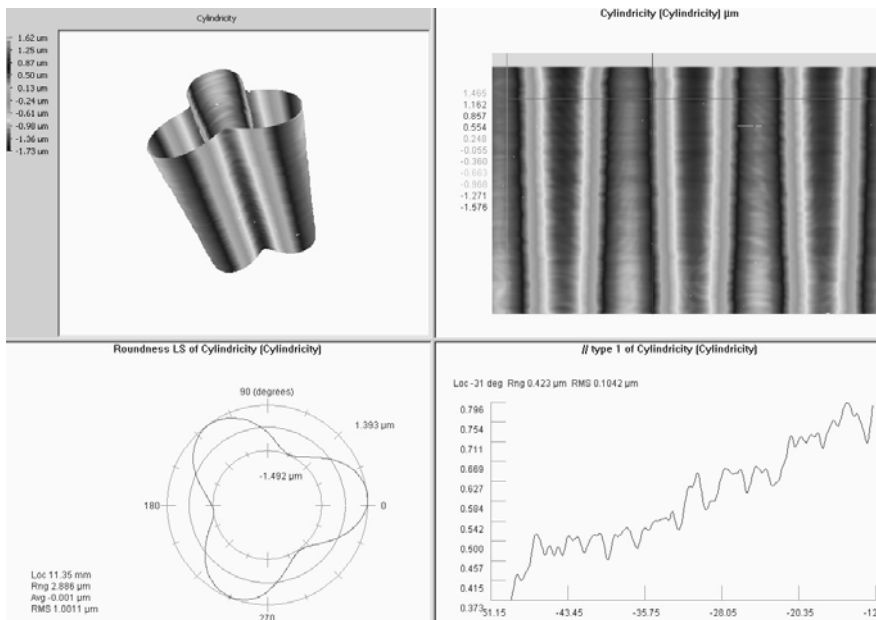 Cylindricity
1.62 um
1.25 um
0.87 um
0.50 um
0.13 um
-0.24 um
-0.61 um
-0.98 um
-1.36 um
-1.73 um
Cylindricity (Cylindricity) µm
1.465
1.162
0.857
0.554
0.248
-0.055
-0.360
-0.663
-0.968
-1.271
-1.576
Roundness LS of Cylindricity (Cylindricity)
90 (degrees)
1.393 µm
-1.492 µm
180
0
270
Loc 11.35 mm
Rng 2.886 µm
Avg -0.001 µm
RMS 1.0011 µm
// type 1 of Cylindricity (Cylindricity)
Loc -31 deg Rng 0.423 µm RMS 0.1042 µm
0.796
0.754
0.711
0.669
0.627
0.584
0.542
0.500
0.457
0.415
0.373
-51.15 -43.45 -35.75 -28.05 -20.35